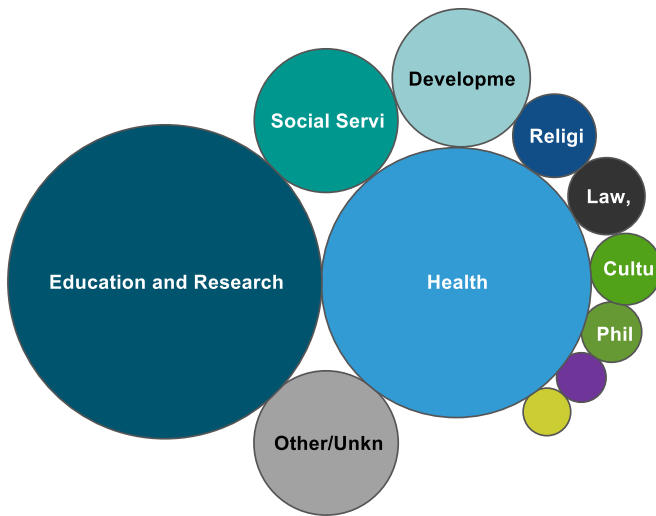 Developme
Social Servi
Religi
Law,
Cultu
Education and Research
Health
Phil
Other/Unkn